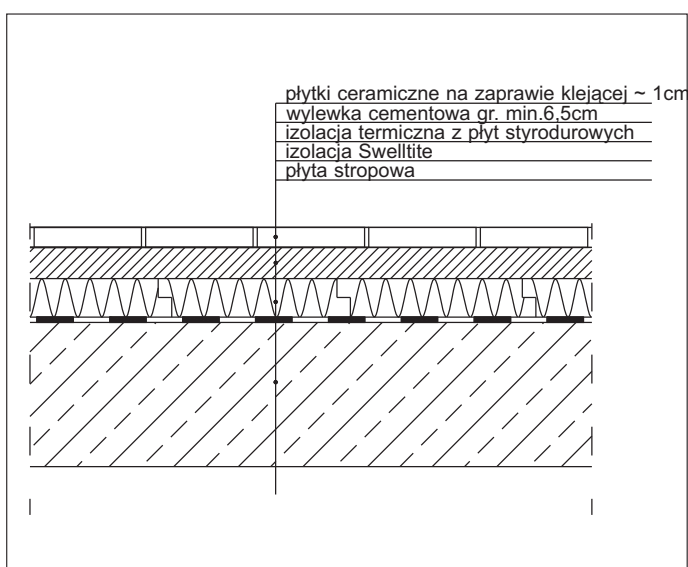 płytki ceramiczne na zaprawie klejącej ~ 1cm
wylewka cementowa gr. min.6,5cm
izolacja termiczna z płyt styrodurowych
izolacja Swelltite
płyta stropowa